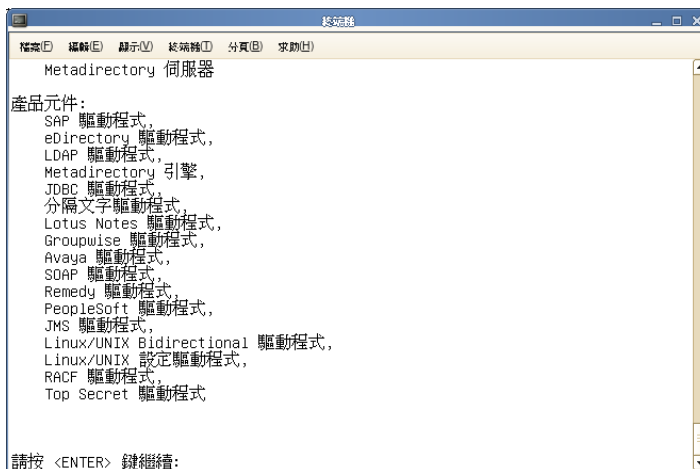 終端機
檔案(F) 編輯(E) 顯示(V) 終端機(T) 分頁(B) 求助(H)
Metadirectory 伺服器
產品元件:
SAP 驅動程式,
eDirectory 驅動程式,
LDAP 驅動程式,
Metadirectory 引擎,
JDBC 驅動程式,
分隔文字驅動程式,
Lotus Notes 驅動程式,
Groupwise 驅動程式,
Avaya 驅動程式,
SOAP 驅動程式,
Remedy 驅動程式,
PeopleSoft 驅動程式,
JMS 驅動程式,
Linux/UNIX Bidirectional 驅動程式,
Linux/UNIX 設定驅動程式,
RACF 驅動程式,
Top Secret 驅動程式
請按 <ENTER> 鍵繼續: